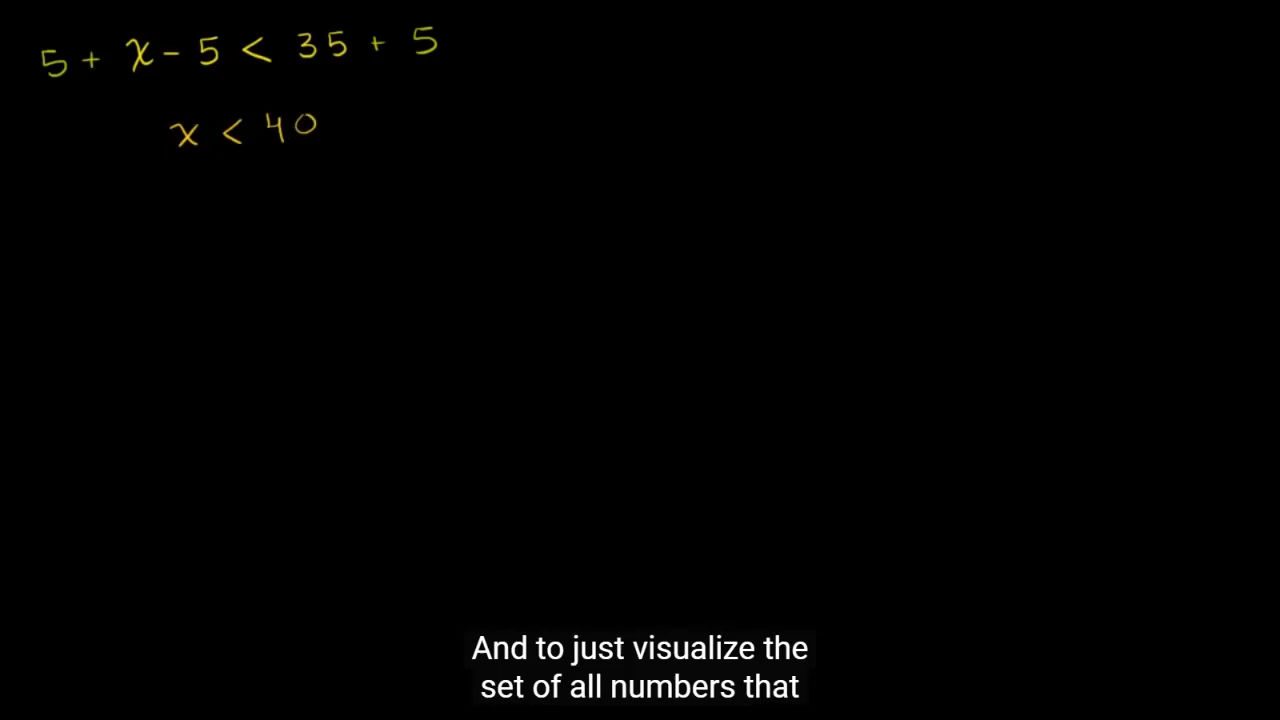 5 + x - 5 < 35 + 5
x < 40
And to just visualize the
set of all numbers that